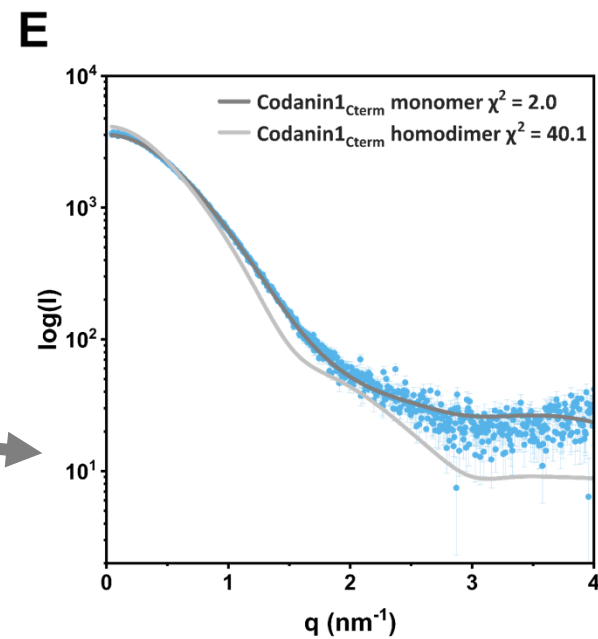 E
10⁴
Codanin1Cterm monomer χ² = 2.0
Codanin1Cterm homodimer χ² = 40.1
10³
log(I)
10²
10¹
0 1 2 3 4
q (nm⁻¹)